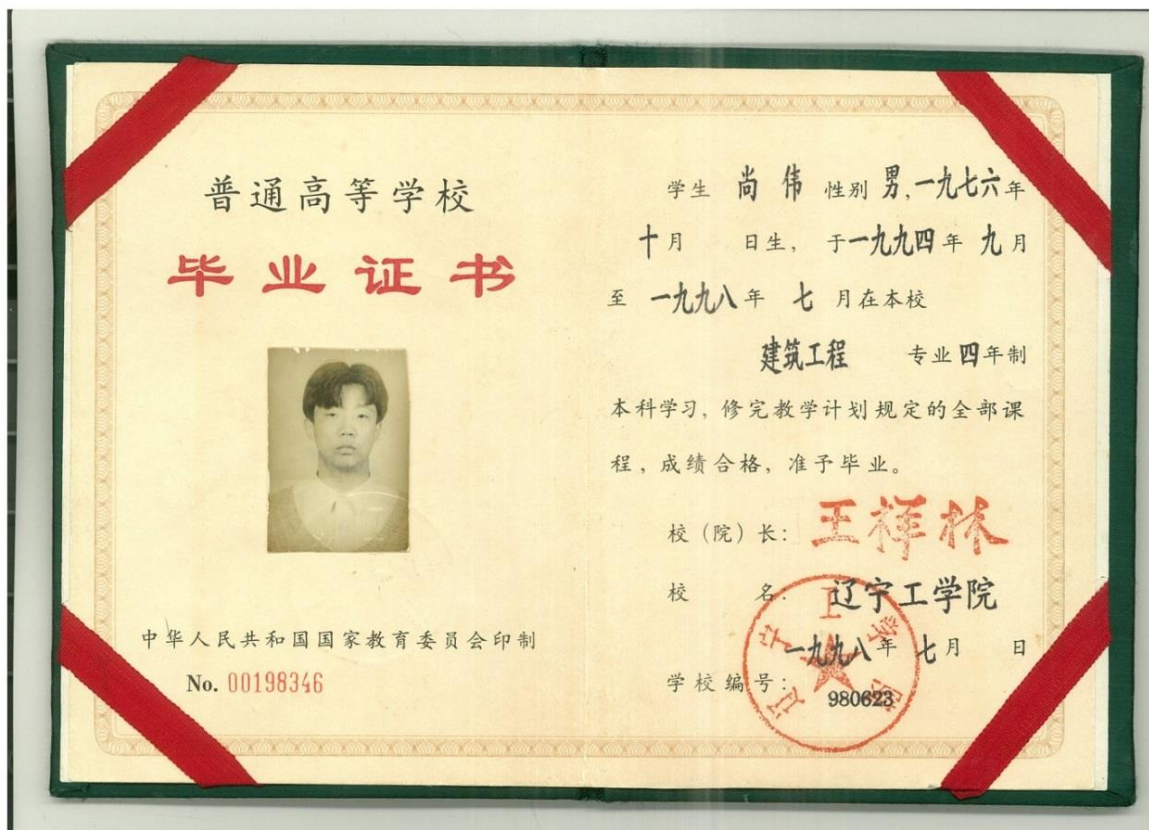 普通高等学校
毕业证书
中华人民共和国国家教育委员会印制
No. 00198346
学生 尚伟 性别 男,一九七六年
十月 日生, 于一九九四年 九月
至 一九九八年 七 月在本校
建筑工程 专业四年制
本科学习, 修完教学计划规定的全部课
程, 成绩合格, 准予毕业。
校(院)长: 王祥林
校 名: 辽宁工学院
一九九八年 七月 日
学校编号: 980623
辽宁工学院